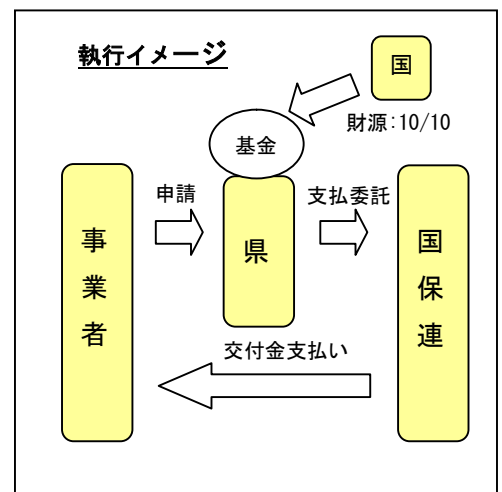 執行イメージ
国
財源:10/10
基金
申請
支払委託
事業者
県
国保連
交付金支払い